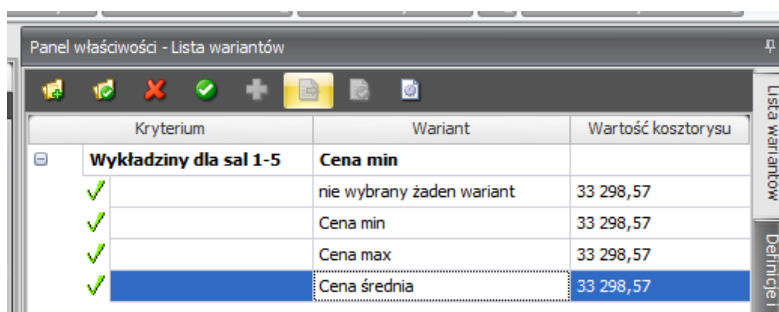 Panel właściwości - Lista wariantów
Kryterium Wariant Wartość kosztorysu
Wykładziny dla sal 1-5 Cena min
nie wybrany żaden wariant 33 298,57
Cena min 33 298,57
Cena max 33 298,57
Cena średnia 33 298,57
Lista wariantów
Definicje i